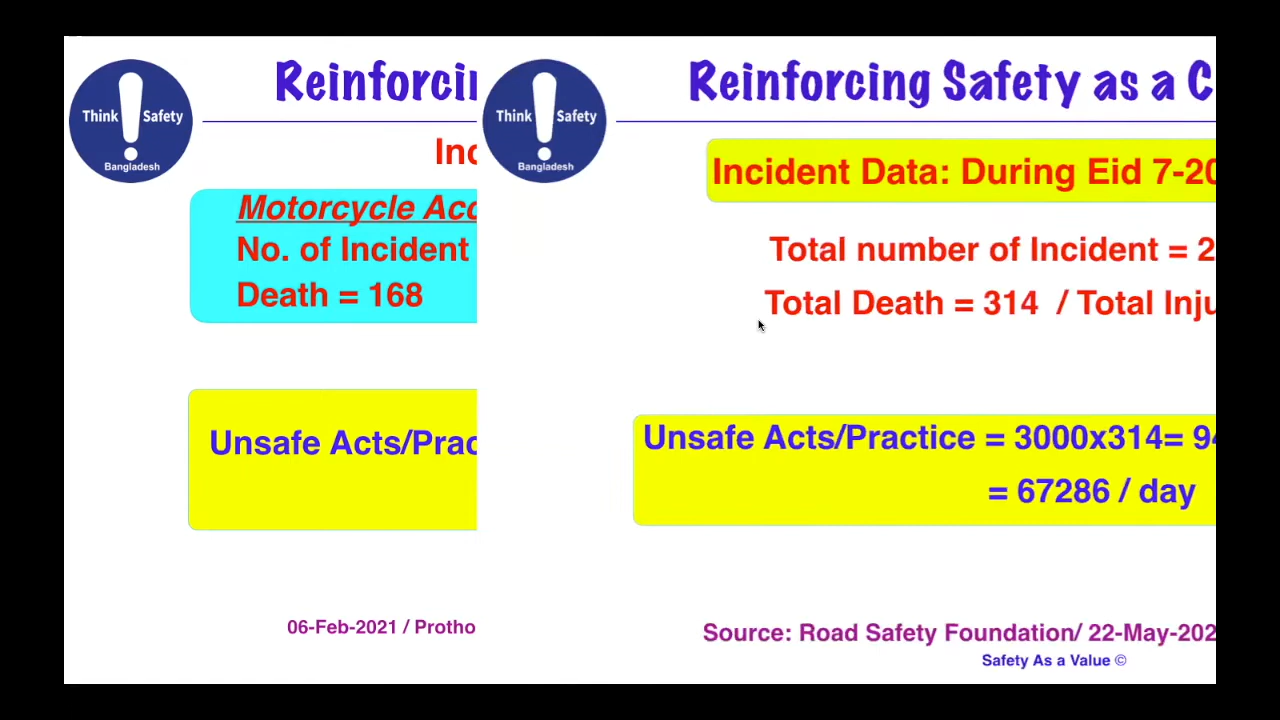 Think Safety
Bangladesh
Reinforcin
Inc
Motorcycle Acc
No. of Incident
Death = 168
Unsafe Acts/Prac
06-Feb-2021 / Protho
Think Safety
Bangladesh
Reinforcing Safety as a C
Incident Data: During Eid 7-20
Total number of Incident = 2
Total Death = 314 / Total Inju
Unsafe Acts/Practice = 3000x314= 94
= 67286 / day
Source: Road Safety Foundation/ 22-May-202
Safety As a Value ©